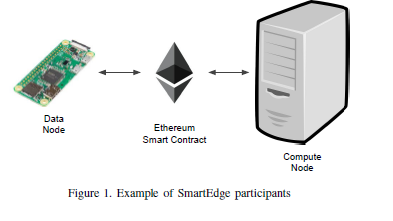 Data
Node
Ethereum
Smart Contract
Compute
Node
Figure 1. Example of SmartEdge participants